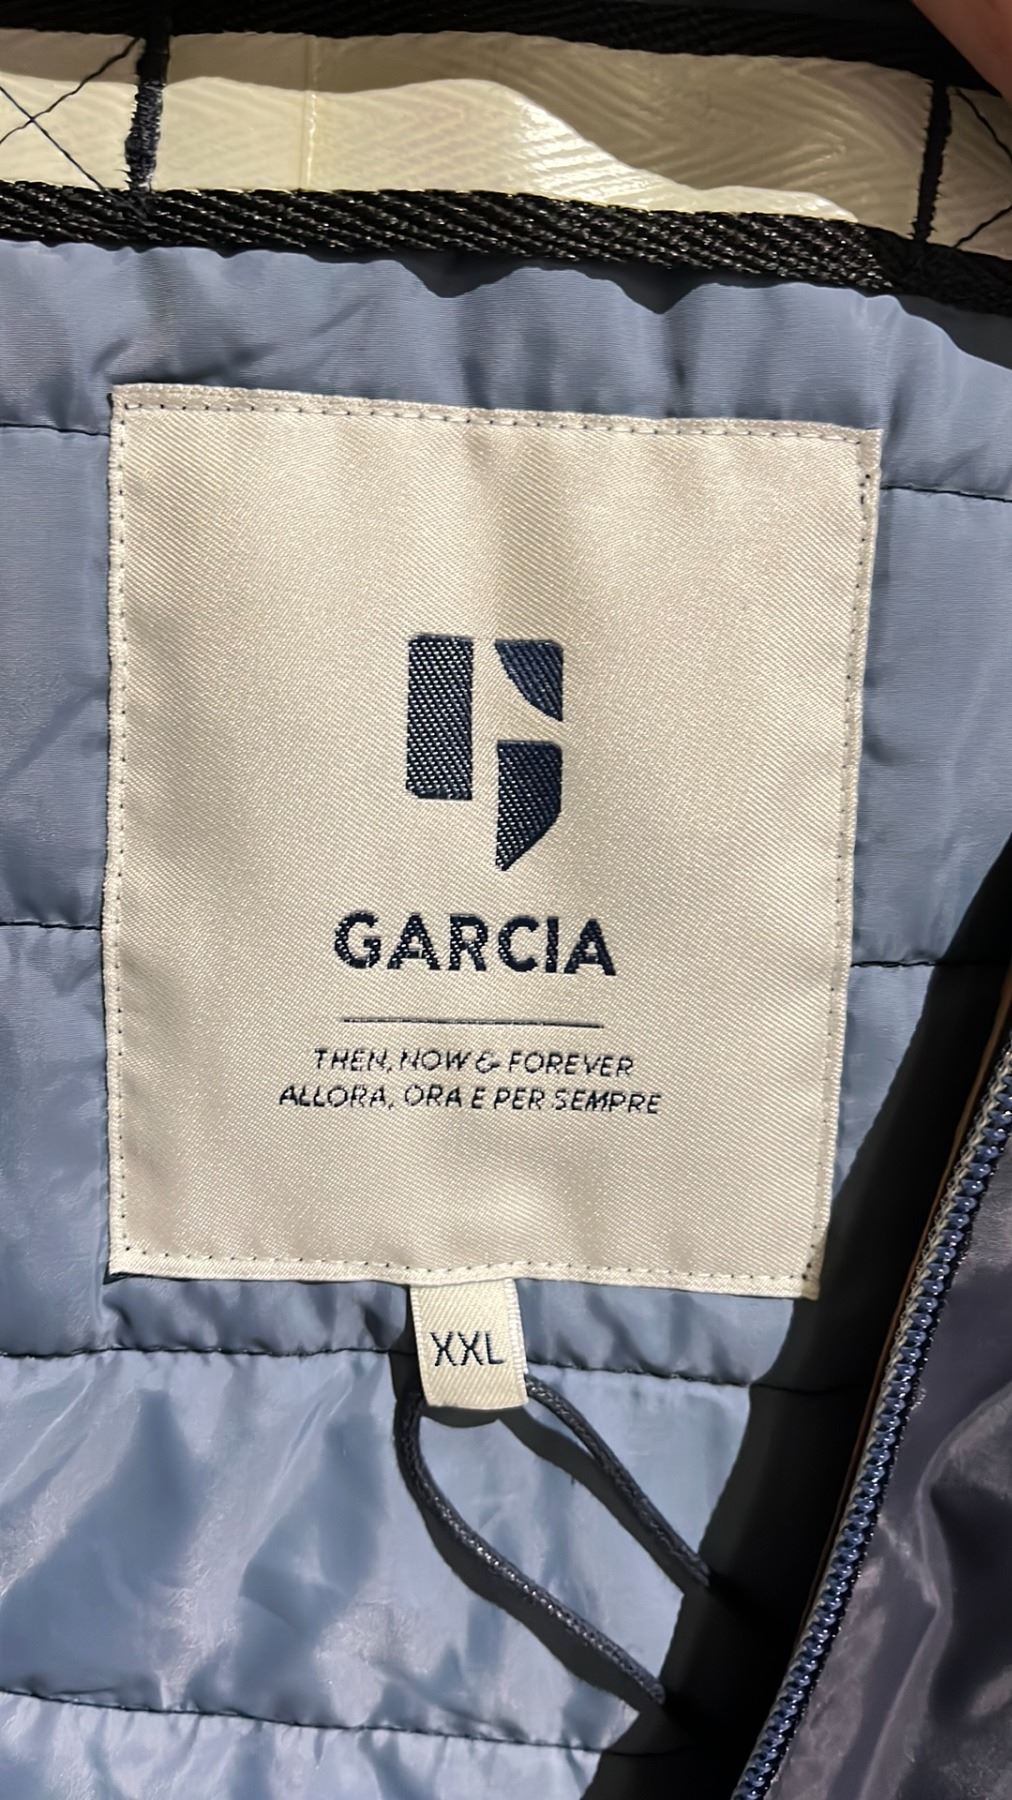 GARCIA
THEN, NOW & FOREVER
ALLORA, ORA E PER SEMPRE
XXL